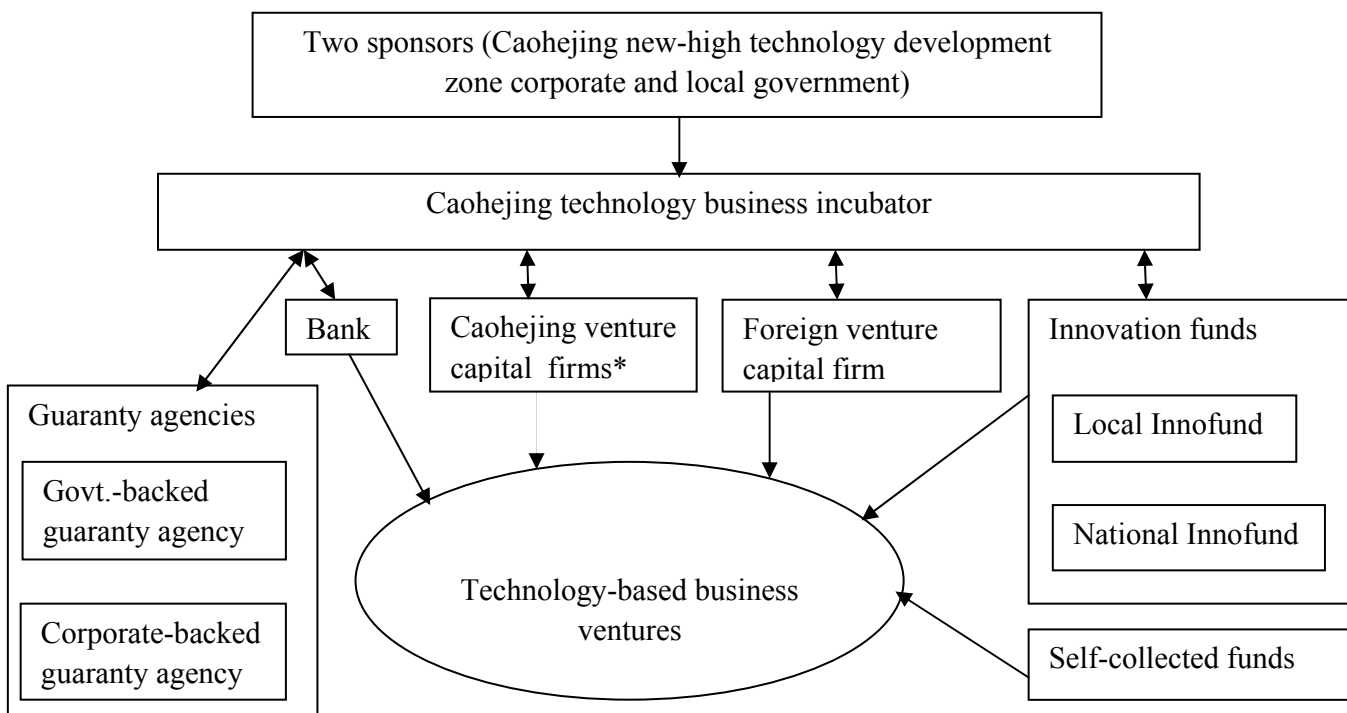 Two sponsors (Caohejing new-high technology development
zone corporate and local government)
Caohejing technology business incubator
Bank
Caohejing venture
capital firms*
Foreign venture
capital firm
Innovation funds
Local Innofund
National Innofund
Guaranty agencies
Govt.-backed
guaranty agency
Corporate-backed
guaranty agency
Technology-based business
ventures
Self-collected funds